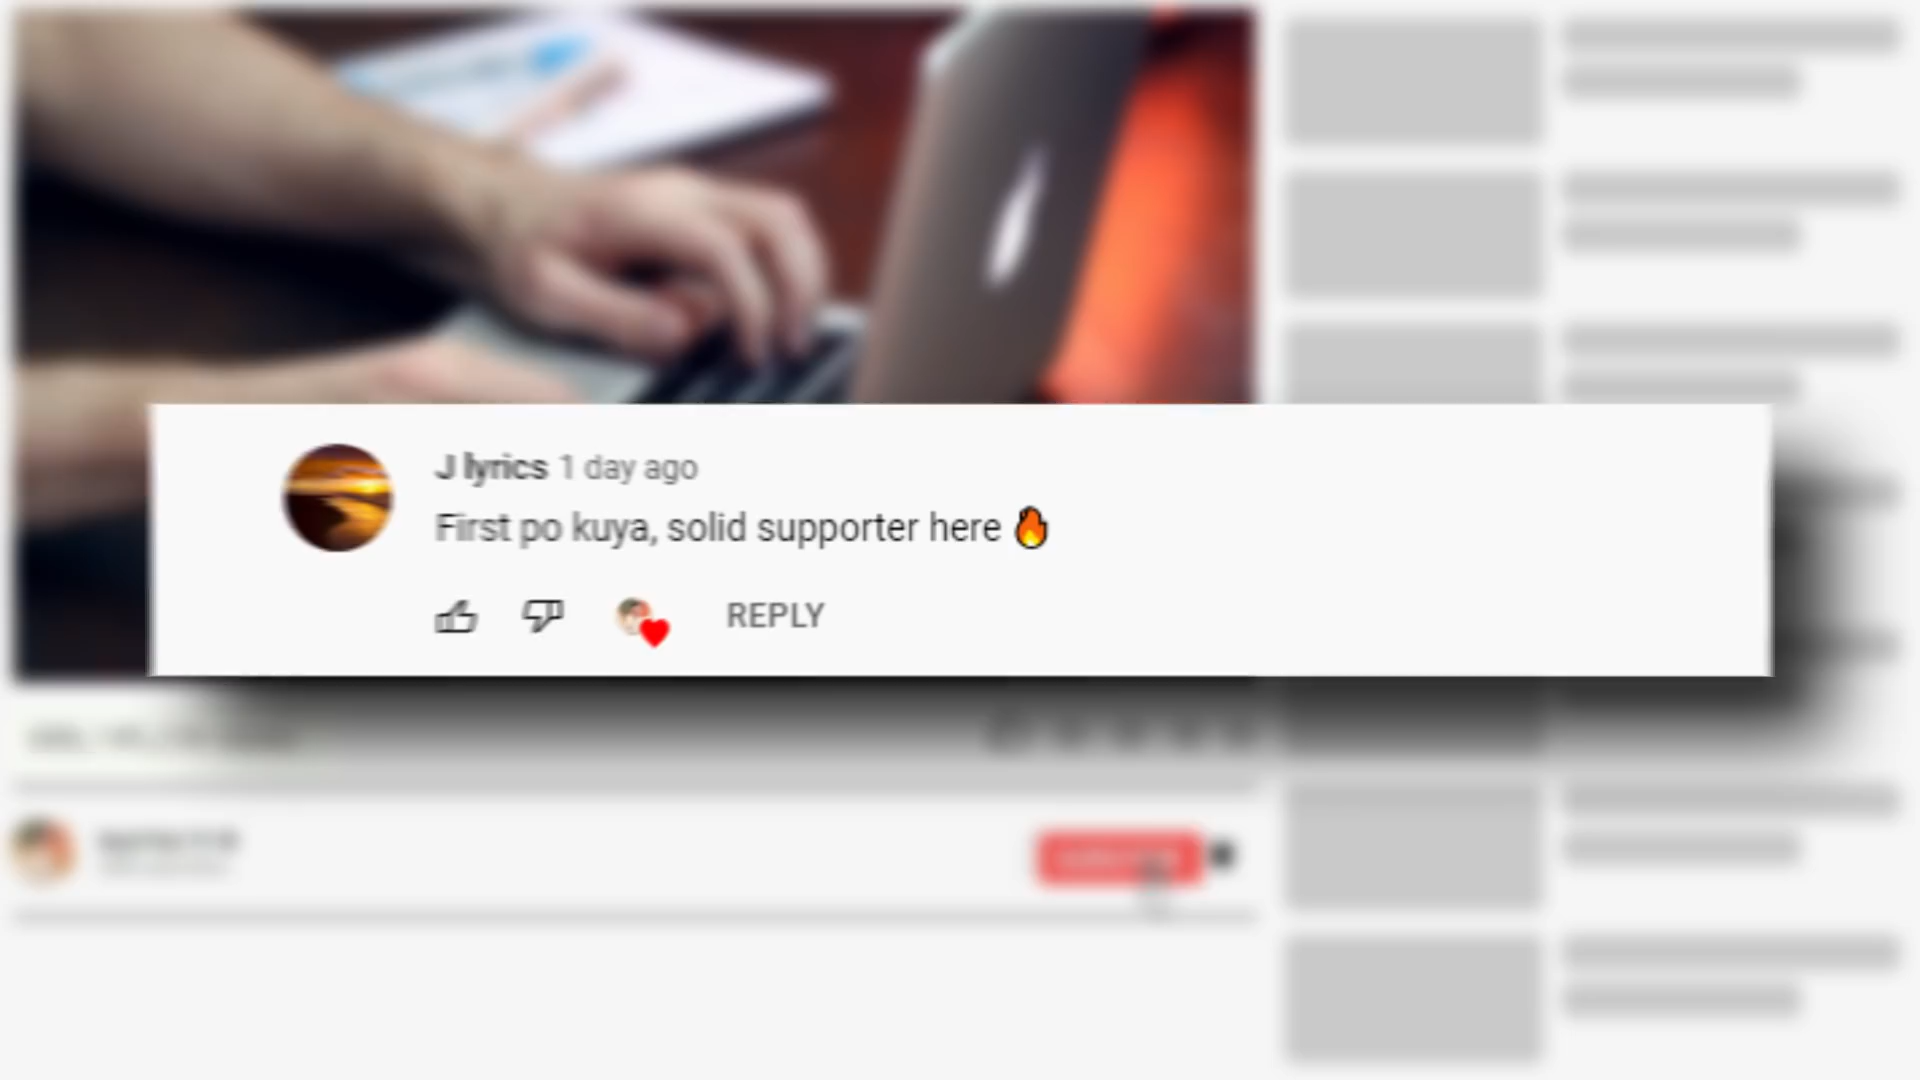 J lyrics 1 day ago
First po kuya, solid supporter here 🔥
REPLY